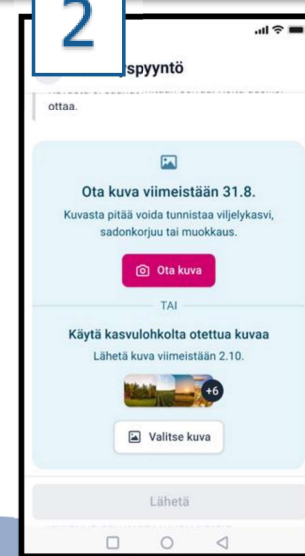 2
yspyyntö
ottaa.
Ota kuva viimeistään 31.8.
Kuvasta pitää voida tunnistaa viljelykasvi,
sadonkorjuu tai muokkaus.
Ota kuva
TAI
Käytä kasvulohkolta otettua kuvaa
Lähetä kuva viimeistään 2.10.
+6
Valitse kuva
Lähetä